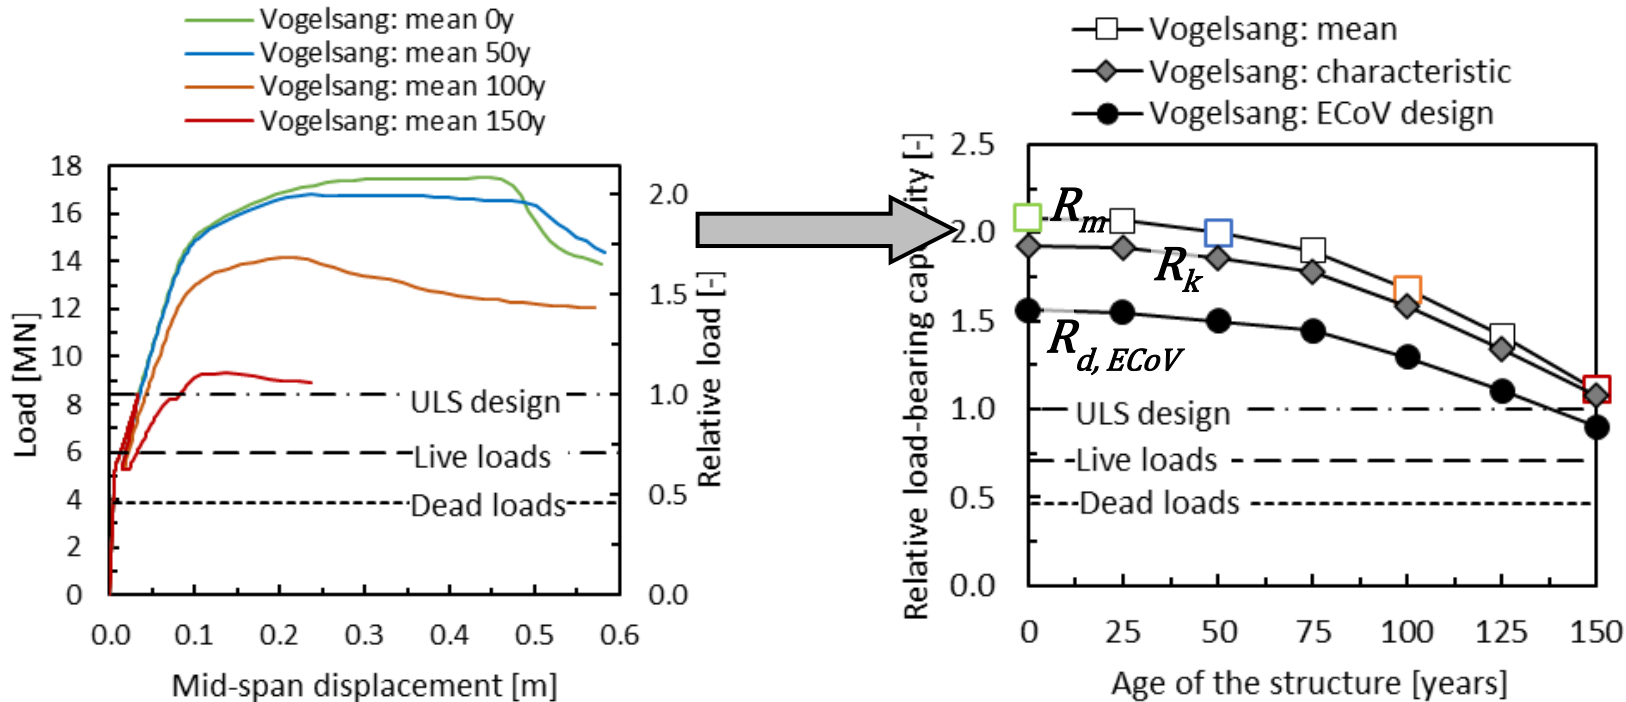 Vogelsang: mean 0y
Vogelsang: mean 50y
Vogelsang: mean 100y
Vogelsang: mean 150y
18
16
14
12
10
8
6
4
2
0
Load [MN]
0.0
0.1
0.2
0.3
0.4
0.5
0.6
Mid-span displacement [m]
2.0
1.5
1.0
0.5
0.0
Relative load [-]
ULS design
Live loads
Dead loads
Vogelsang: mean
Vogelsang: characteristic
Vogelsang: ECoV design
2.5
2.0
1.5
1.0
0.5
0.0
Relative load-bearing capacity [-]
Rm
Rk
Rd, ECoV
ULS design
Live loads
Dead loads
0
25
50
75
100
125
150
Age of the structure [years]